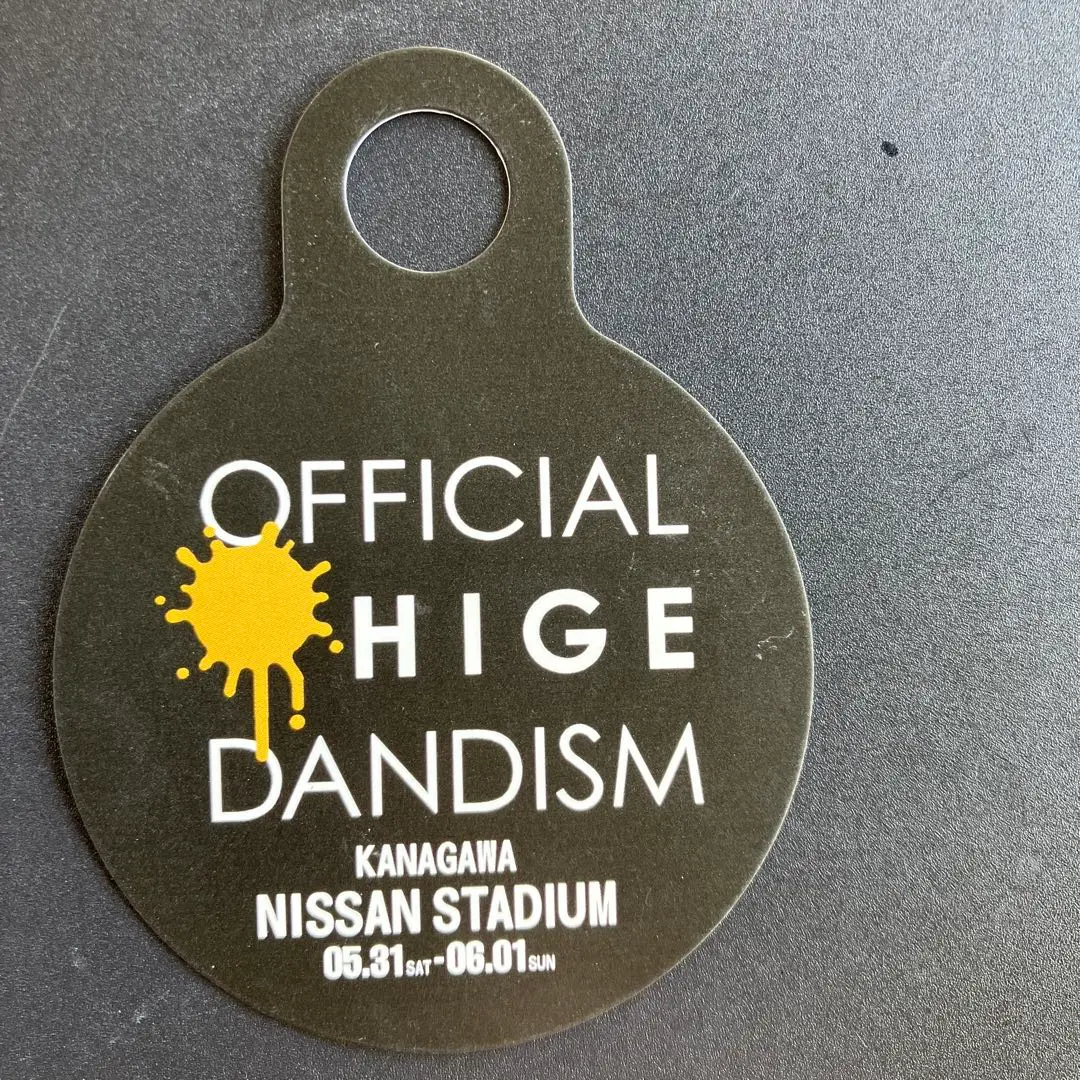 OFFICIAL
HIGE
DANDISM
KANAGAWA
NISSAN STADIUM
05.31SAT-06.01SUN